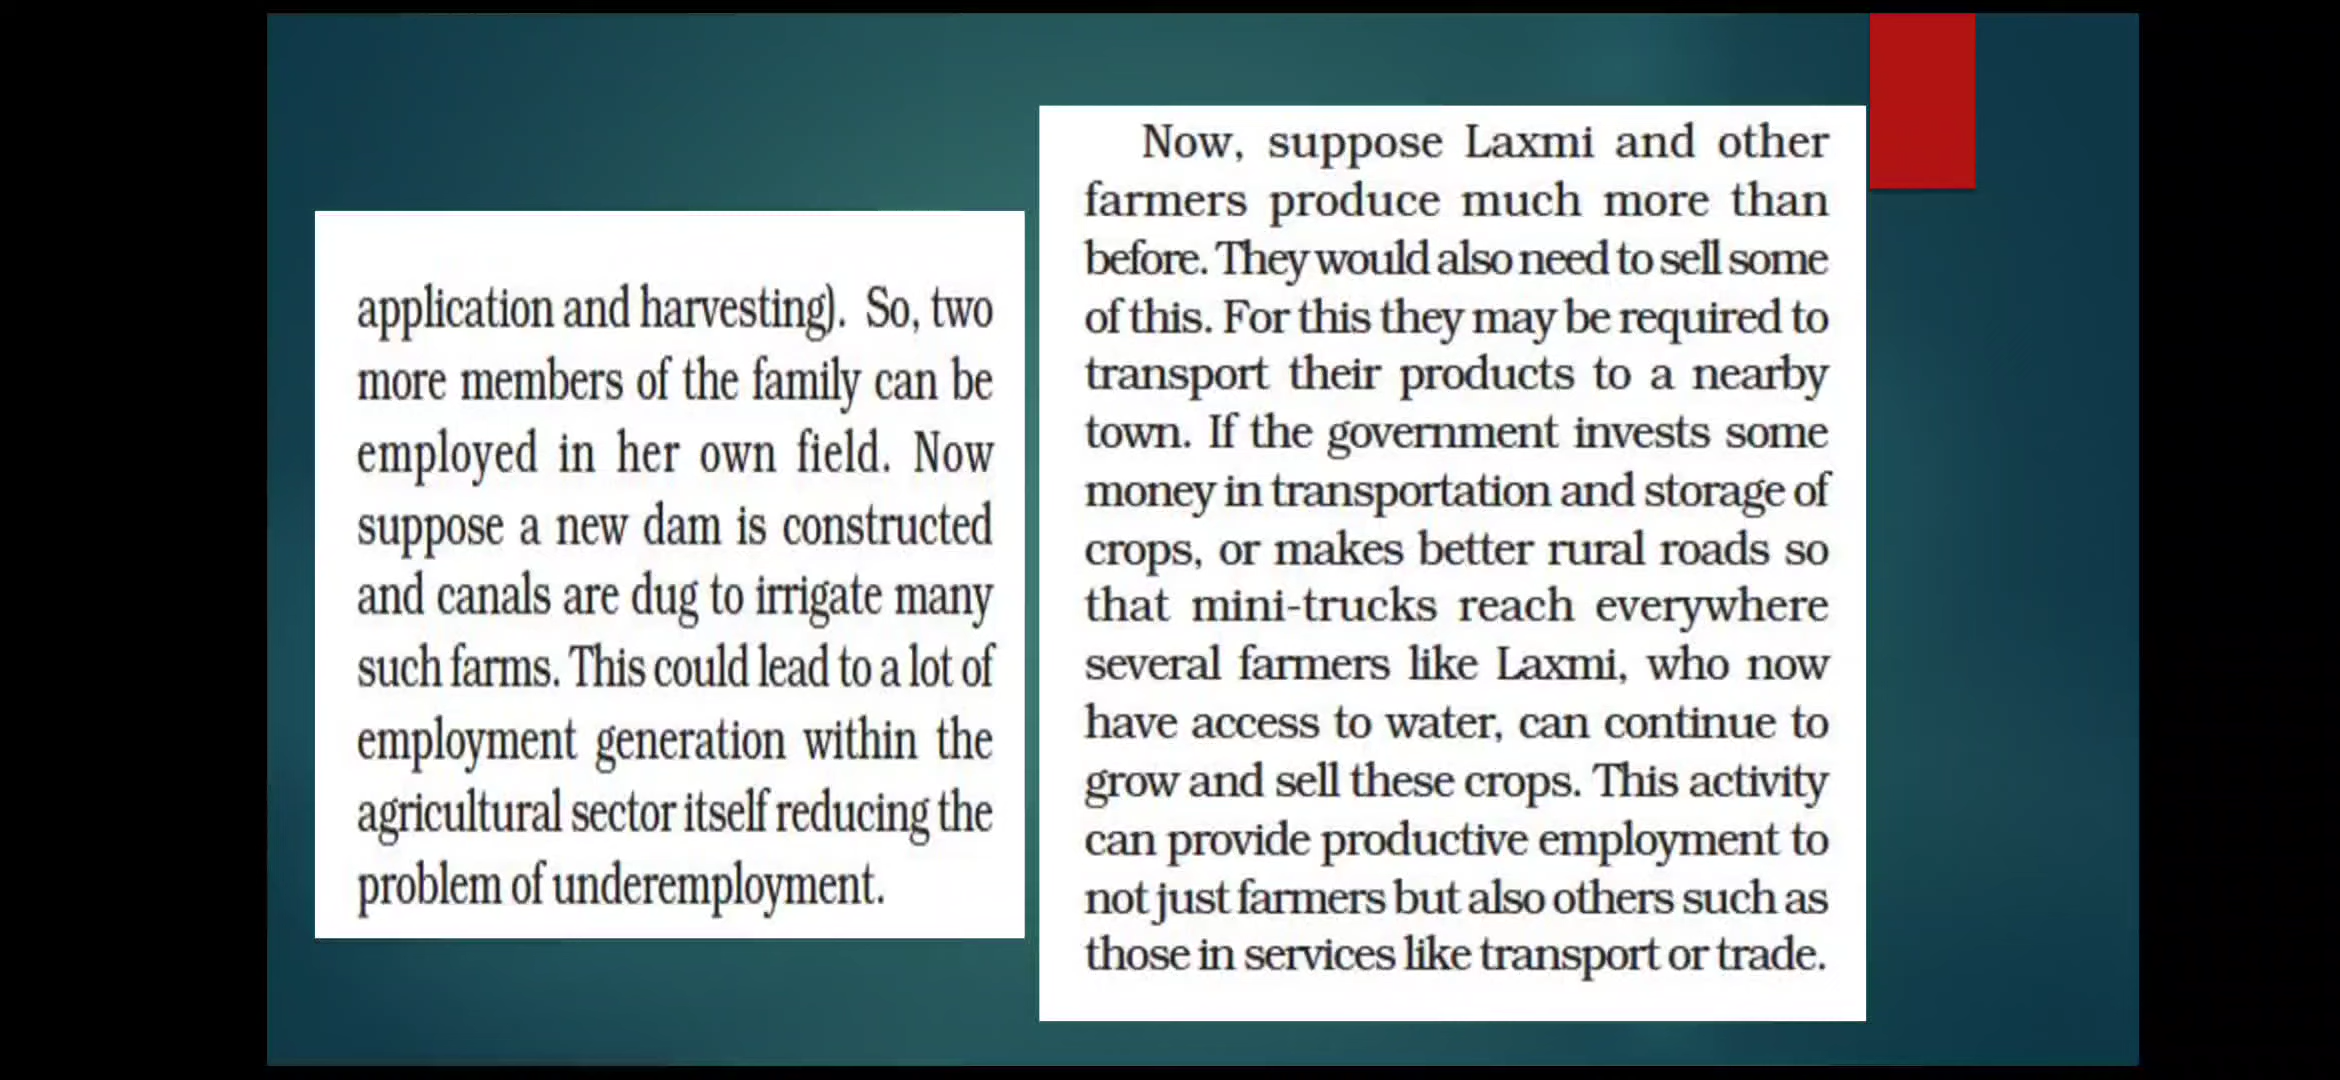 application and harvesting). So, two
more members of the family can be
employed in her own field. Now
suppose a new dam is constructed
and canals are dug to irrigate many
such farms. This could lead to a lot of
employment generation within the
agricultural sector itself reducing the
problem of underemployment.
Now, suppose Laxmi and other
farmers produce much more than
before. They would also need to sell some
of this. For this they may be required to
transport their products to a nearby
town. If the government invests some
money in transportation and storage of
crops, or makes better rural roads so
that mini-trucks reach everywhere
several farmers like Laxmi, who now
have access to water, can continue to
grow and sell these crops. This activity
can provide productive employment to
not just farmers but also others such as
those in services like transport or trade.